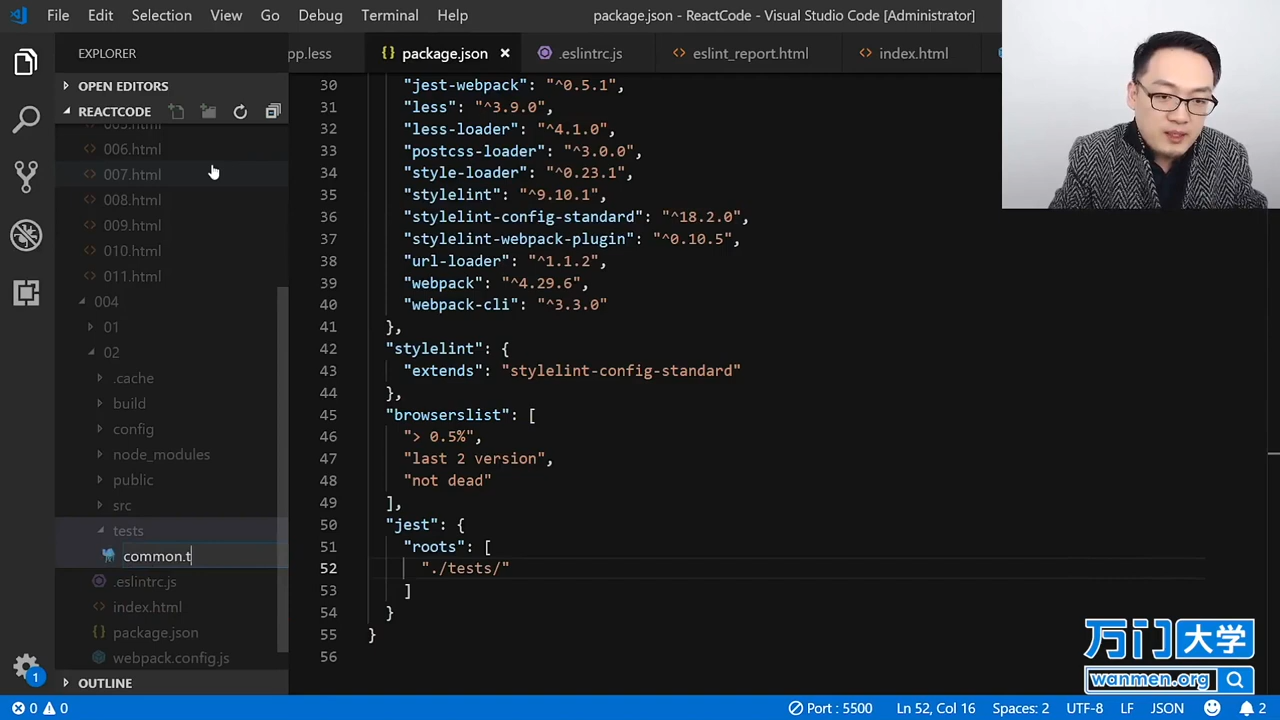 File Edit Selection View Go Debug Terminal Help package.json - ReactCode - Visual Studio Code [Administrator]
EXPLORER
pp.less {} package.json × .eslintrc.js <> eslint_report.html <> index.html
OPEN EDITORS
REACTCODE
005.html
<> 006.html
<> 007.html
<> 008.html
<> 009.html
<> 010.html
<> 011.html
004
01
02
.cache
build
config
node_modules
public
src
tests
common.t
.eslintrc.js
<> index.html
{} package.json
webpack.config.js
OUTLINE
30 "jest-webpack": "^0.5.1",
31 "less": "^3.9.0",
32 "less-loader": "^4.1.0",
33 "postcss-loader": "^3.0.0",
34 "style-loader": "^0.23.1",
35 "stylelint": "^9.10.1",
36 "stylelint-config-standard": "^18.2.0",
37 "stylelint-webpack-plugin": "^0.10.5",
38 "url-loader": "^1.1.2",
39 "webpack": "^4.29.6",
40 "webpack-cli": "^3.3.0"
41 },
42 "stylelint": {
43 "extends": "stylelint-config-standard"
44 },
45 "browserslist": [
46 "> 0.5%",
47 "last 2 version",
48 "not dead"
49 ],
50 "jest": {
51 "roots": [
52 "./tests/"
53 ]
54 }
55 }
56
万门大学
wanmen.org
1
0 0 Port : 5500 Ln 52, Col 16 Spaces: 2 UTF-8 LF JSON 2